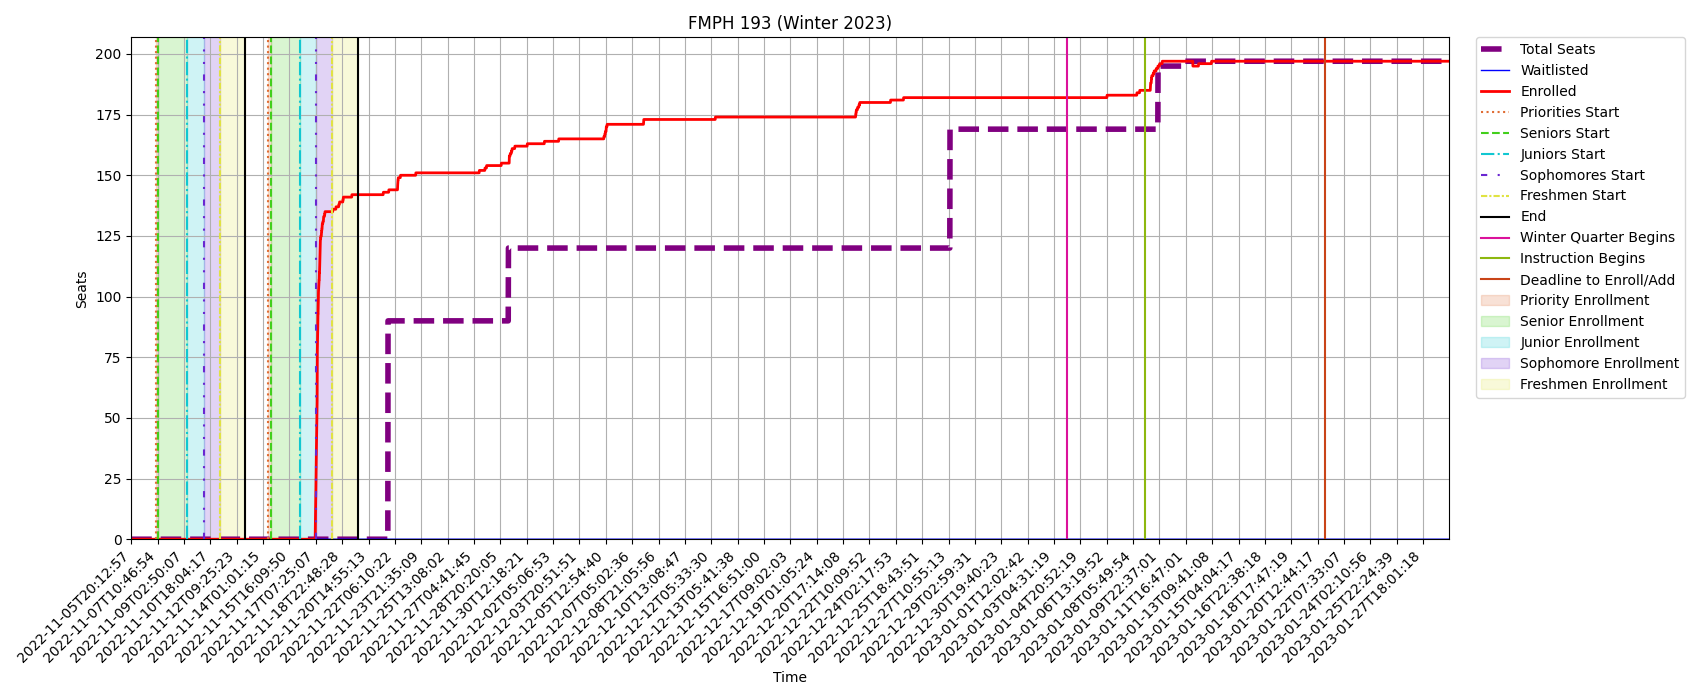 FMPH 193 (Winter 2023)
Seats
200
175
150
125
100
75
50
25
0
2022-11-05T20:12:57
2022-11-07T10:46:54
2022-11-09T02:50:07
2022-11-10T18:04:17
2022-11-12T09:25:23
2022-11-14T01:01:15
2022-11-15T16:09:50
2022-11-17T07:25:07
2022-11-18T22:48:28
2022-11-20T14:55:13
2022-11-22T06:10:22
2022-11-23T21:35:09
2022-11-25T13:08:02
2022-11-27T04:41:45
2022-11-28T20:20:05
2022-11-30T12:18:21
2022-12-02T05:06:53
2022-12-03T20:51:51
2022-12-05T12:54:40
2022-12-07T05:02:36
2022-12-08T21:05:56
2022-12-10T13:08:47
2022-12-12T05:33:30
2022-12-13T05:41:38
2022-12-15T16:51:00
2022-12-17T09:02:03
2022-12-19T01:05:24
2022-12-20T17:14:08
2022-12-22T10:09:52
2022-12-24T02:17:53
2022-12-25T18:43:51
2022-12-27T10:55:13
2022-12-29T02:59:31
2022-12-30T19:40:23
2023-01-01T12:02:42
2023-01-03T04:31:19
2023-01-04T20:52:19
2023-01-06T13:19:52
2023-01-08T05:49:54
2023-01-09T22:37:01
2023-01-11T16:47:01
2023-01-13T09:41:08
2023-01-15T04:04:17
2023-01-16T22:38:18
2023-01-18T17:47:19
2023-01-20T12:44:17
2023-01-22T07:33:07
2023-01-24T02:10:56
2023-01-25T22:24:39
2023-01-27T18:01:18
Time
Total Seats
Waitlisted
Enrolled
Priorities Start
Seniors Start
Juniors Start
Sophomores Start
Freshmen Start
End
Winter Quarter Begins
Instruction Begins
Deadline to Enroll/Add
Priority Enrollment
Senior Enrollment
Junior Enrollment
Sophomore Enrollment
Freshmen Enrollment